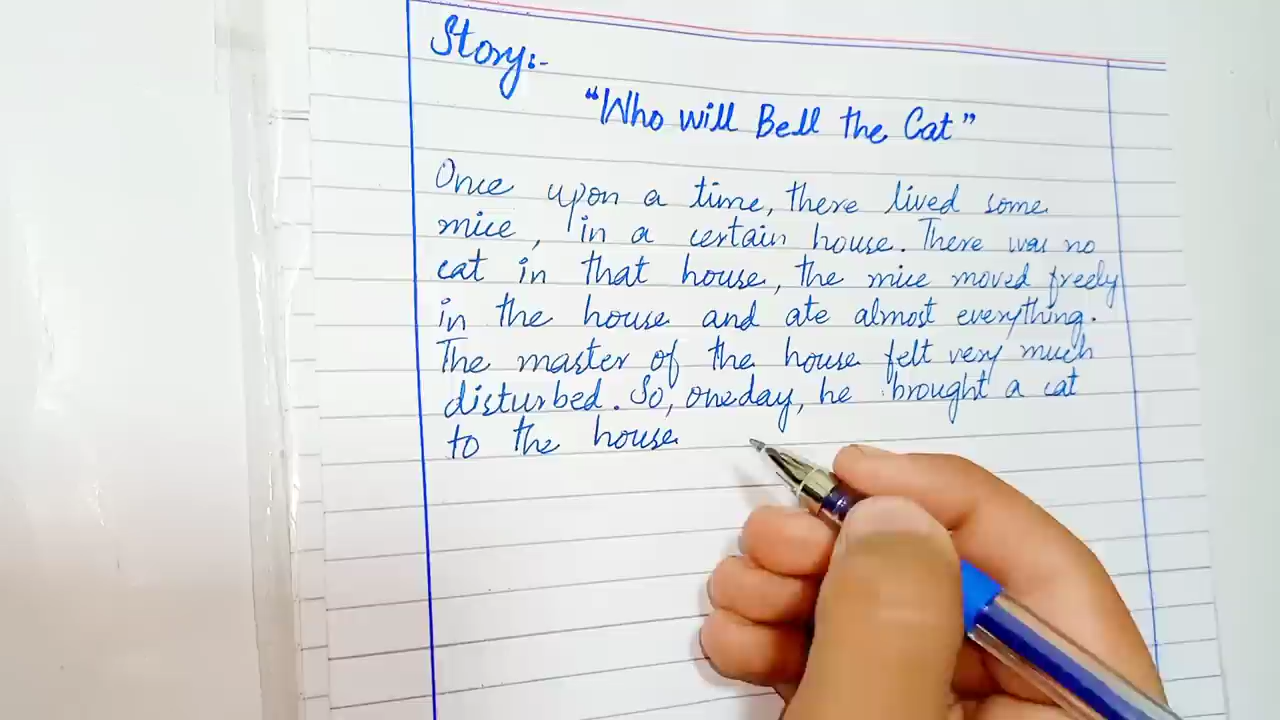 Story:-
"Who will Bell the Cat"
Once upon a time, there lived some
mice, in a certain house. There was no
cat in that house, the mice moved freely
in the house and ate almost everything.
The master of the house felt very much
disturbed. So, oneday, he brought a cat
to the house